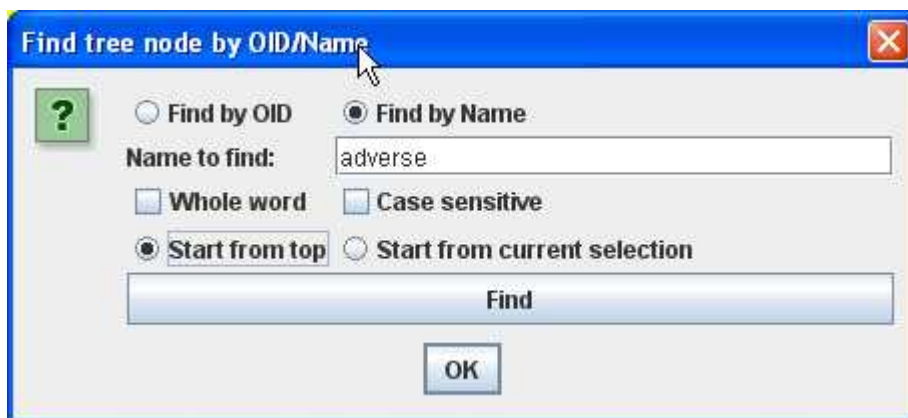 Find tree node by OID/Name
?
Find by OID Find by Name
Name to find: adverse
Whole word Case sensitive
Start from top Start from current selection
Find
OK